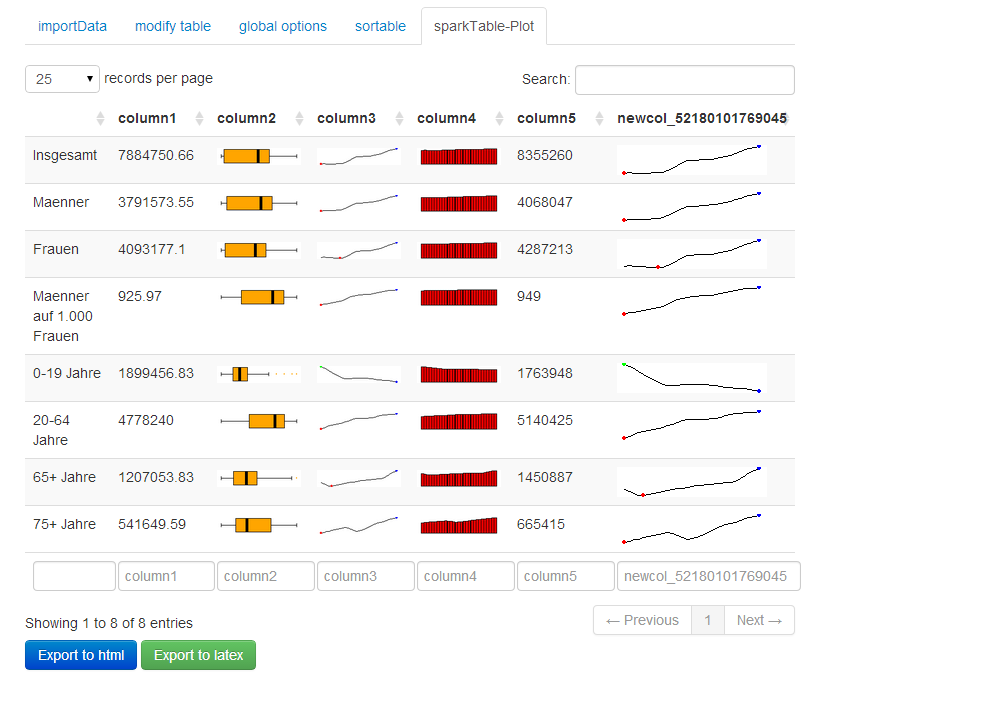 importData modify table global options sortable sparkTable-Plot
25 records per page Search:
column1 column2 column3 column4 column5 newcol_52180101769045
Insgesamt 7884750.66 8355260
Maenner 3791573.55 4068047
Frauen 4093177.1 4287213
Maenner 925.97 949
auf 1.000
Frauen
0-19 Jahre 1899456.83 1763948
20-64 4778240 5140425
Jahre
65+ Jahre 1207053.83 1450887
75+ Jahre 541649.59 665415
column1 column2 column3 column4 column5 newcol_52180101769045
Showing 1 to 8 of 8 entries ← Previous 1 Next →
Export to html Export to latex